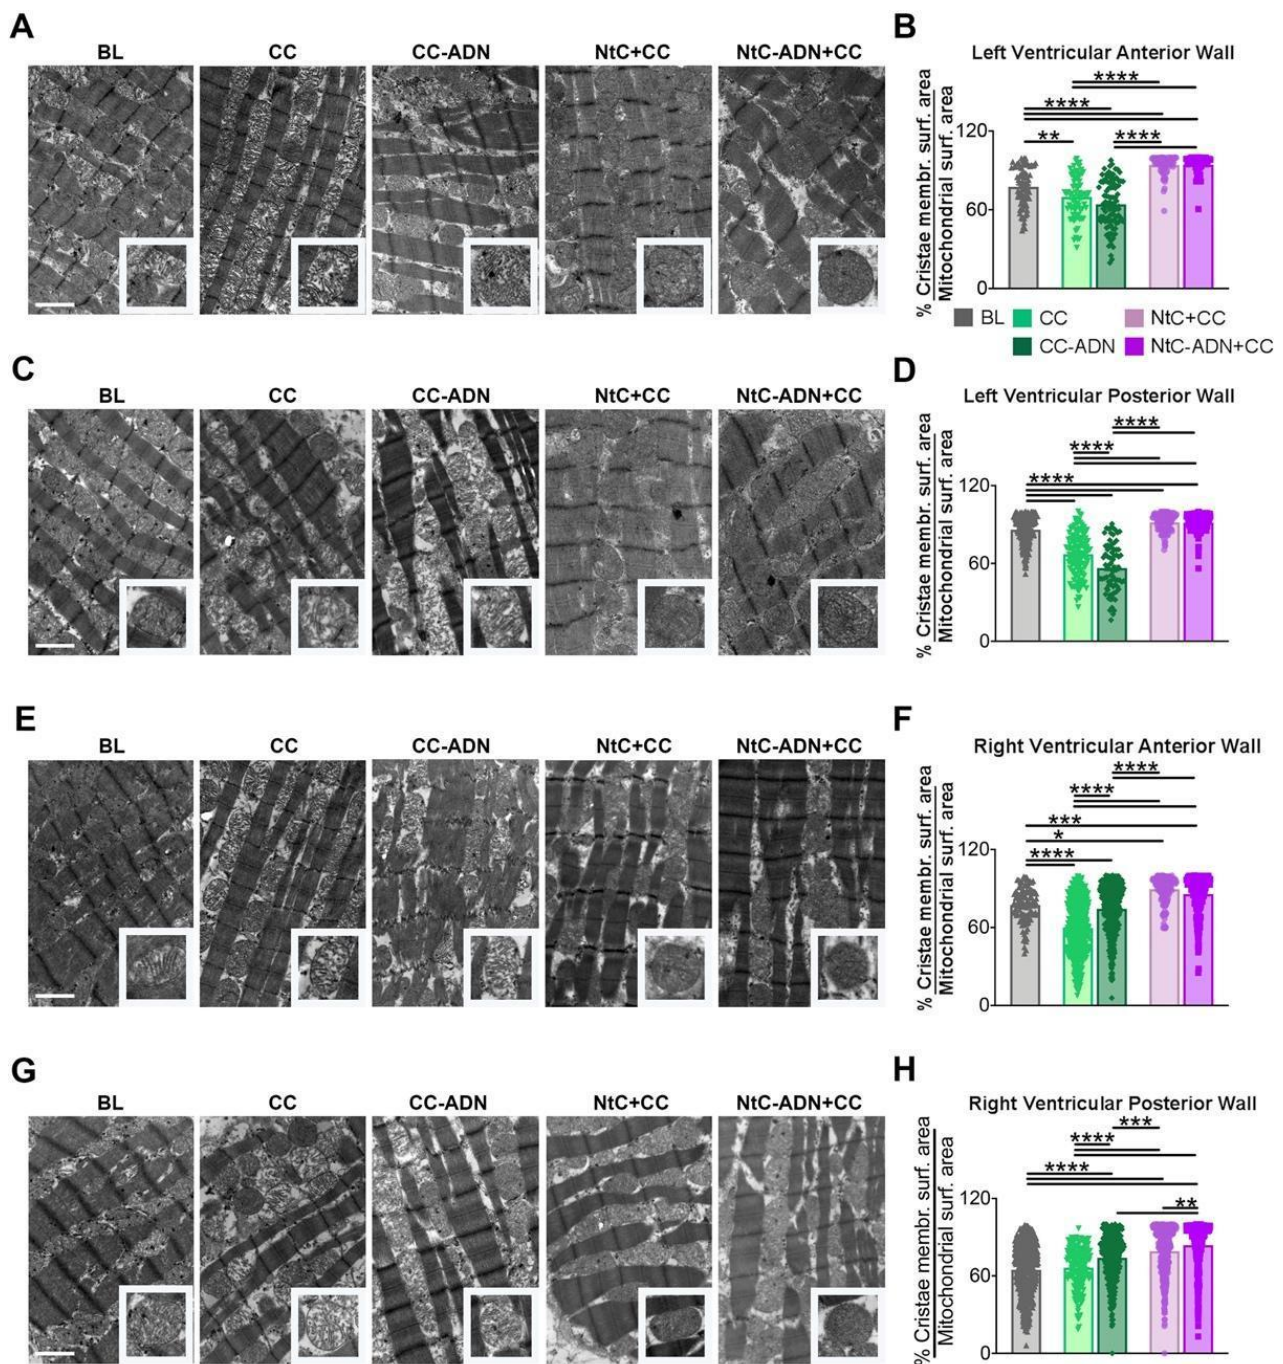 A
BL CC CC-ADN NtC+CC NtC-ADN+CC
B
Left Ventricular Anterior Wall
% Cristae membr. surf. area
Mitochondrial surf. area
****
****
** ****
120
60
0
BL CC NtC+CC
CC-ADN NtC-ADN+CC
C
BL CC CC-ADN NtC+CC NtC-ADN+CC
D
Left Ventricular Posterior Wall
% Cristae membr. surf. area
Mitochondrial surf. area
****
****
****
120
60
0
E
BL CC CC-ADN NtC+CC NtC-ADN+CC
F
Right Ventricular Anterior Wall
% Cristae membr. surf. area
Mitochondrial surf. area
****
****
***
*
****
120
60
0
G
BL CC CC-ADN NtC+CC NtC-ADN+CC
H
Right Ventricular Posterior Wall
% Cristae membr. surf. area
Mitochondrial surf. area
***
****
****
**
120
60
0